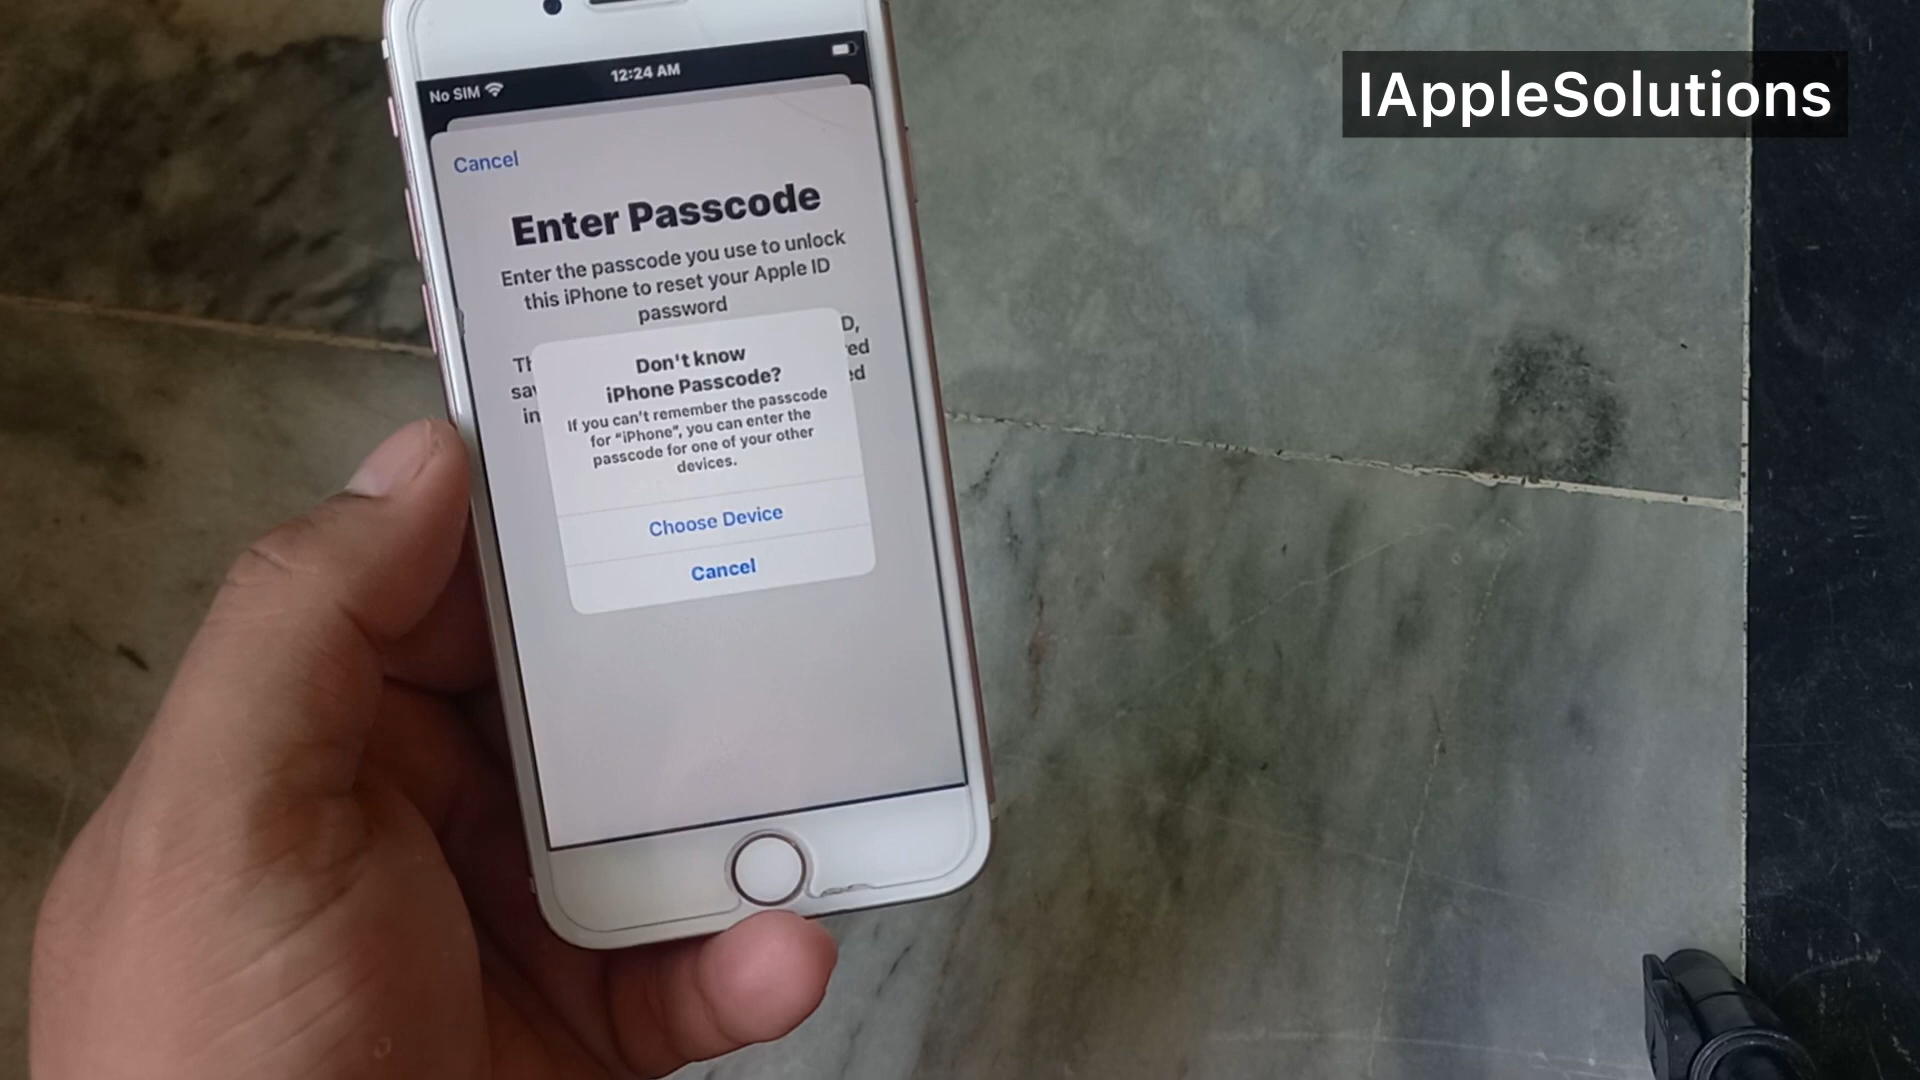 IAppleSolutions
No SIM
12:24 AM
Cancel
Enter Passcode
Enter the passcode you use to unlock
this iPhone to reset your Apple ID
password
D,
ed
Don't know
iPhone Passcode?
If you can't remember the passcode
for “iPhone”, you can enter the
passcode for one of your other
devices.
Choose Device
Cancel